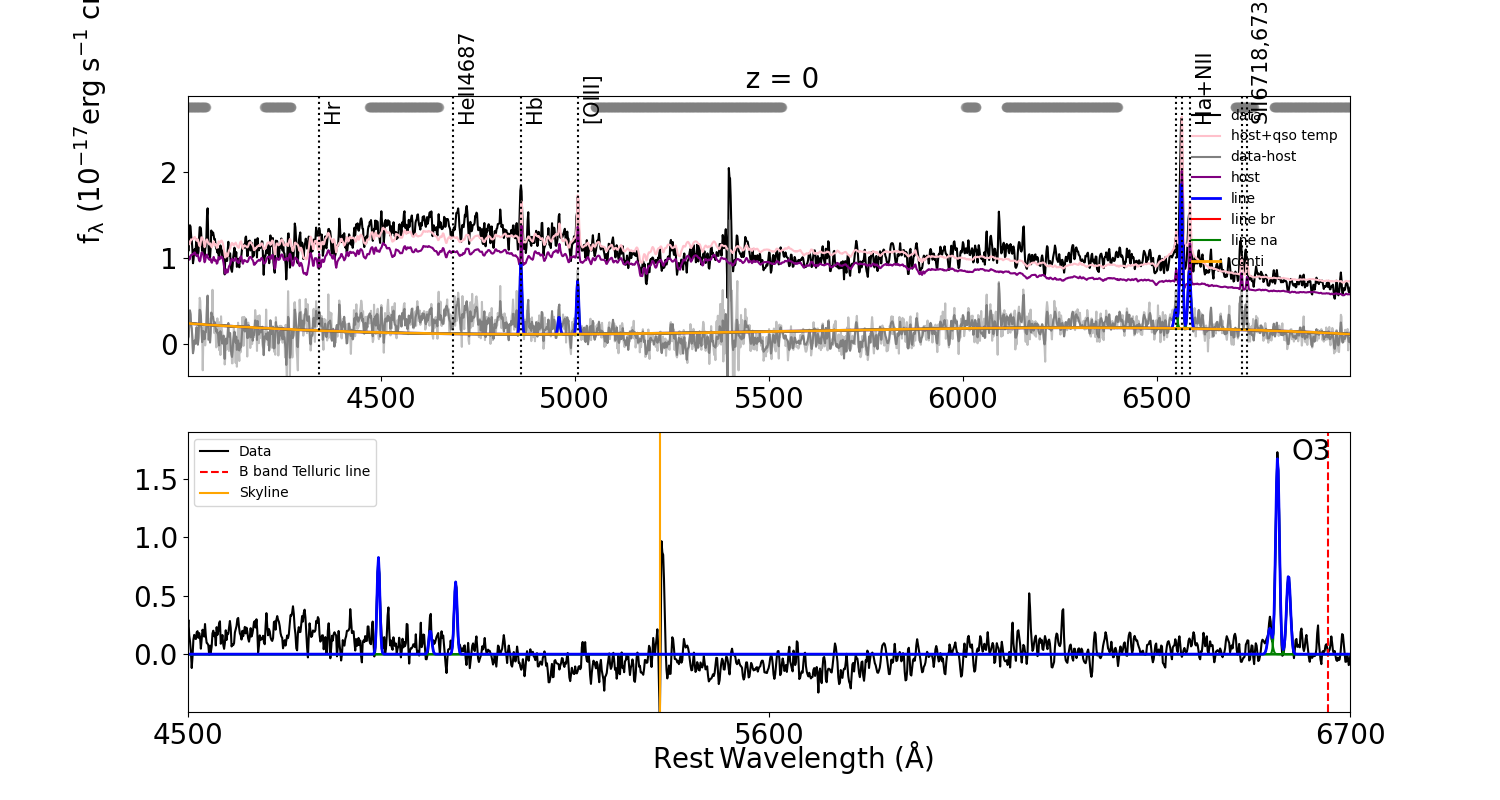 z = 0
f_λ (10^−17 erg s^−1 c
Hr
HeII4687
Hb
[OIII]
Ha+NII
SII6718,673
data
host+qso temp
data-host
host
line
line br
line na
conti
2
1
0
4500 5000 5500 6000 6500
Data
B band Telluric line
Skyline
O3
1.5
1.0
0.5
0.0
4500 5600 6700
Rest Wavelength (Å)